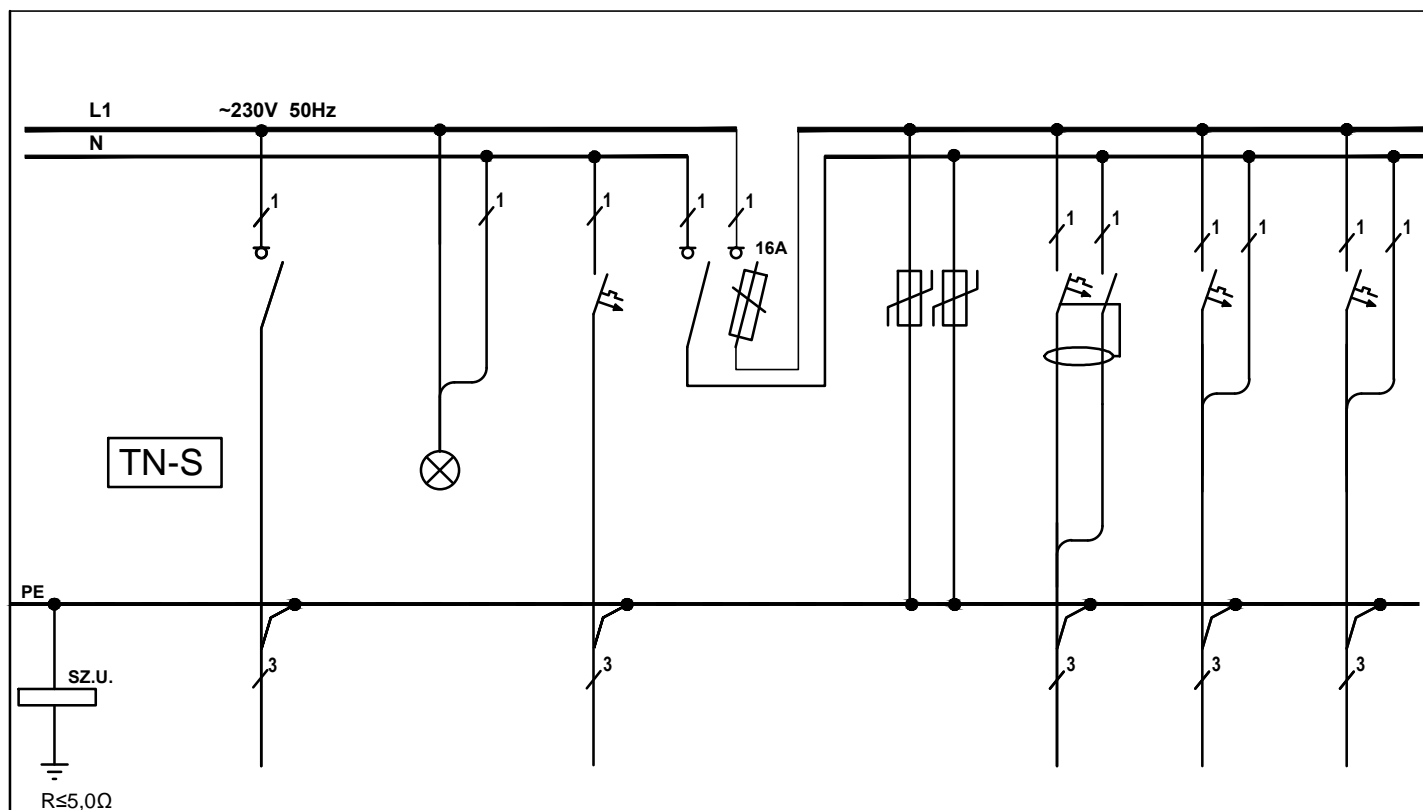 L1 ~230V 50Hz
N
1 1 1 1 1
16A
1 1 1 1 1 1
TN-S
PE
3 3 3 3 3
SZ.U.
R≤5,0Ω